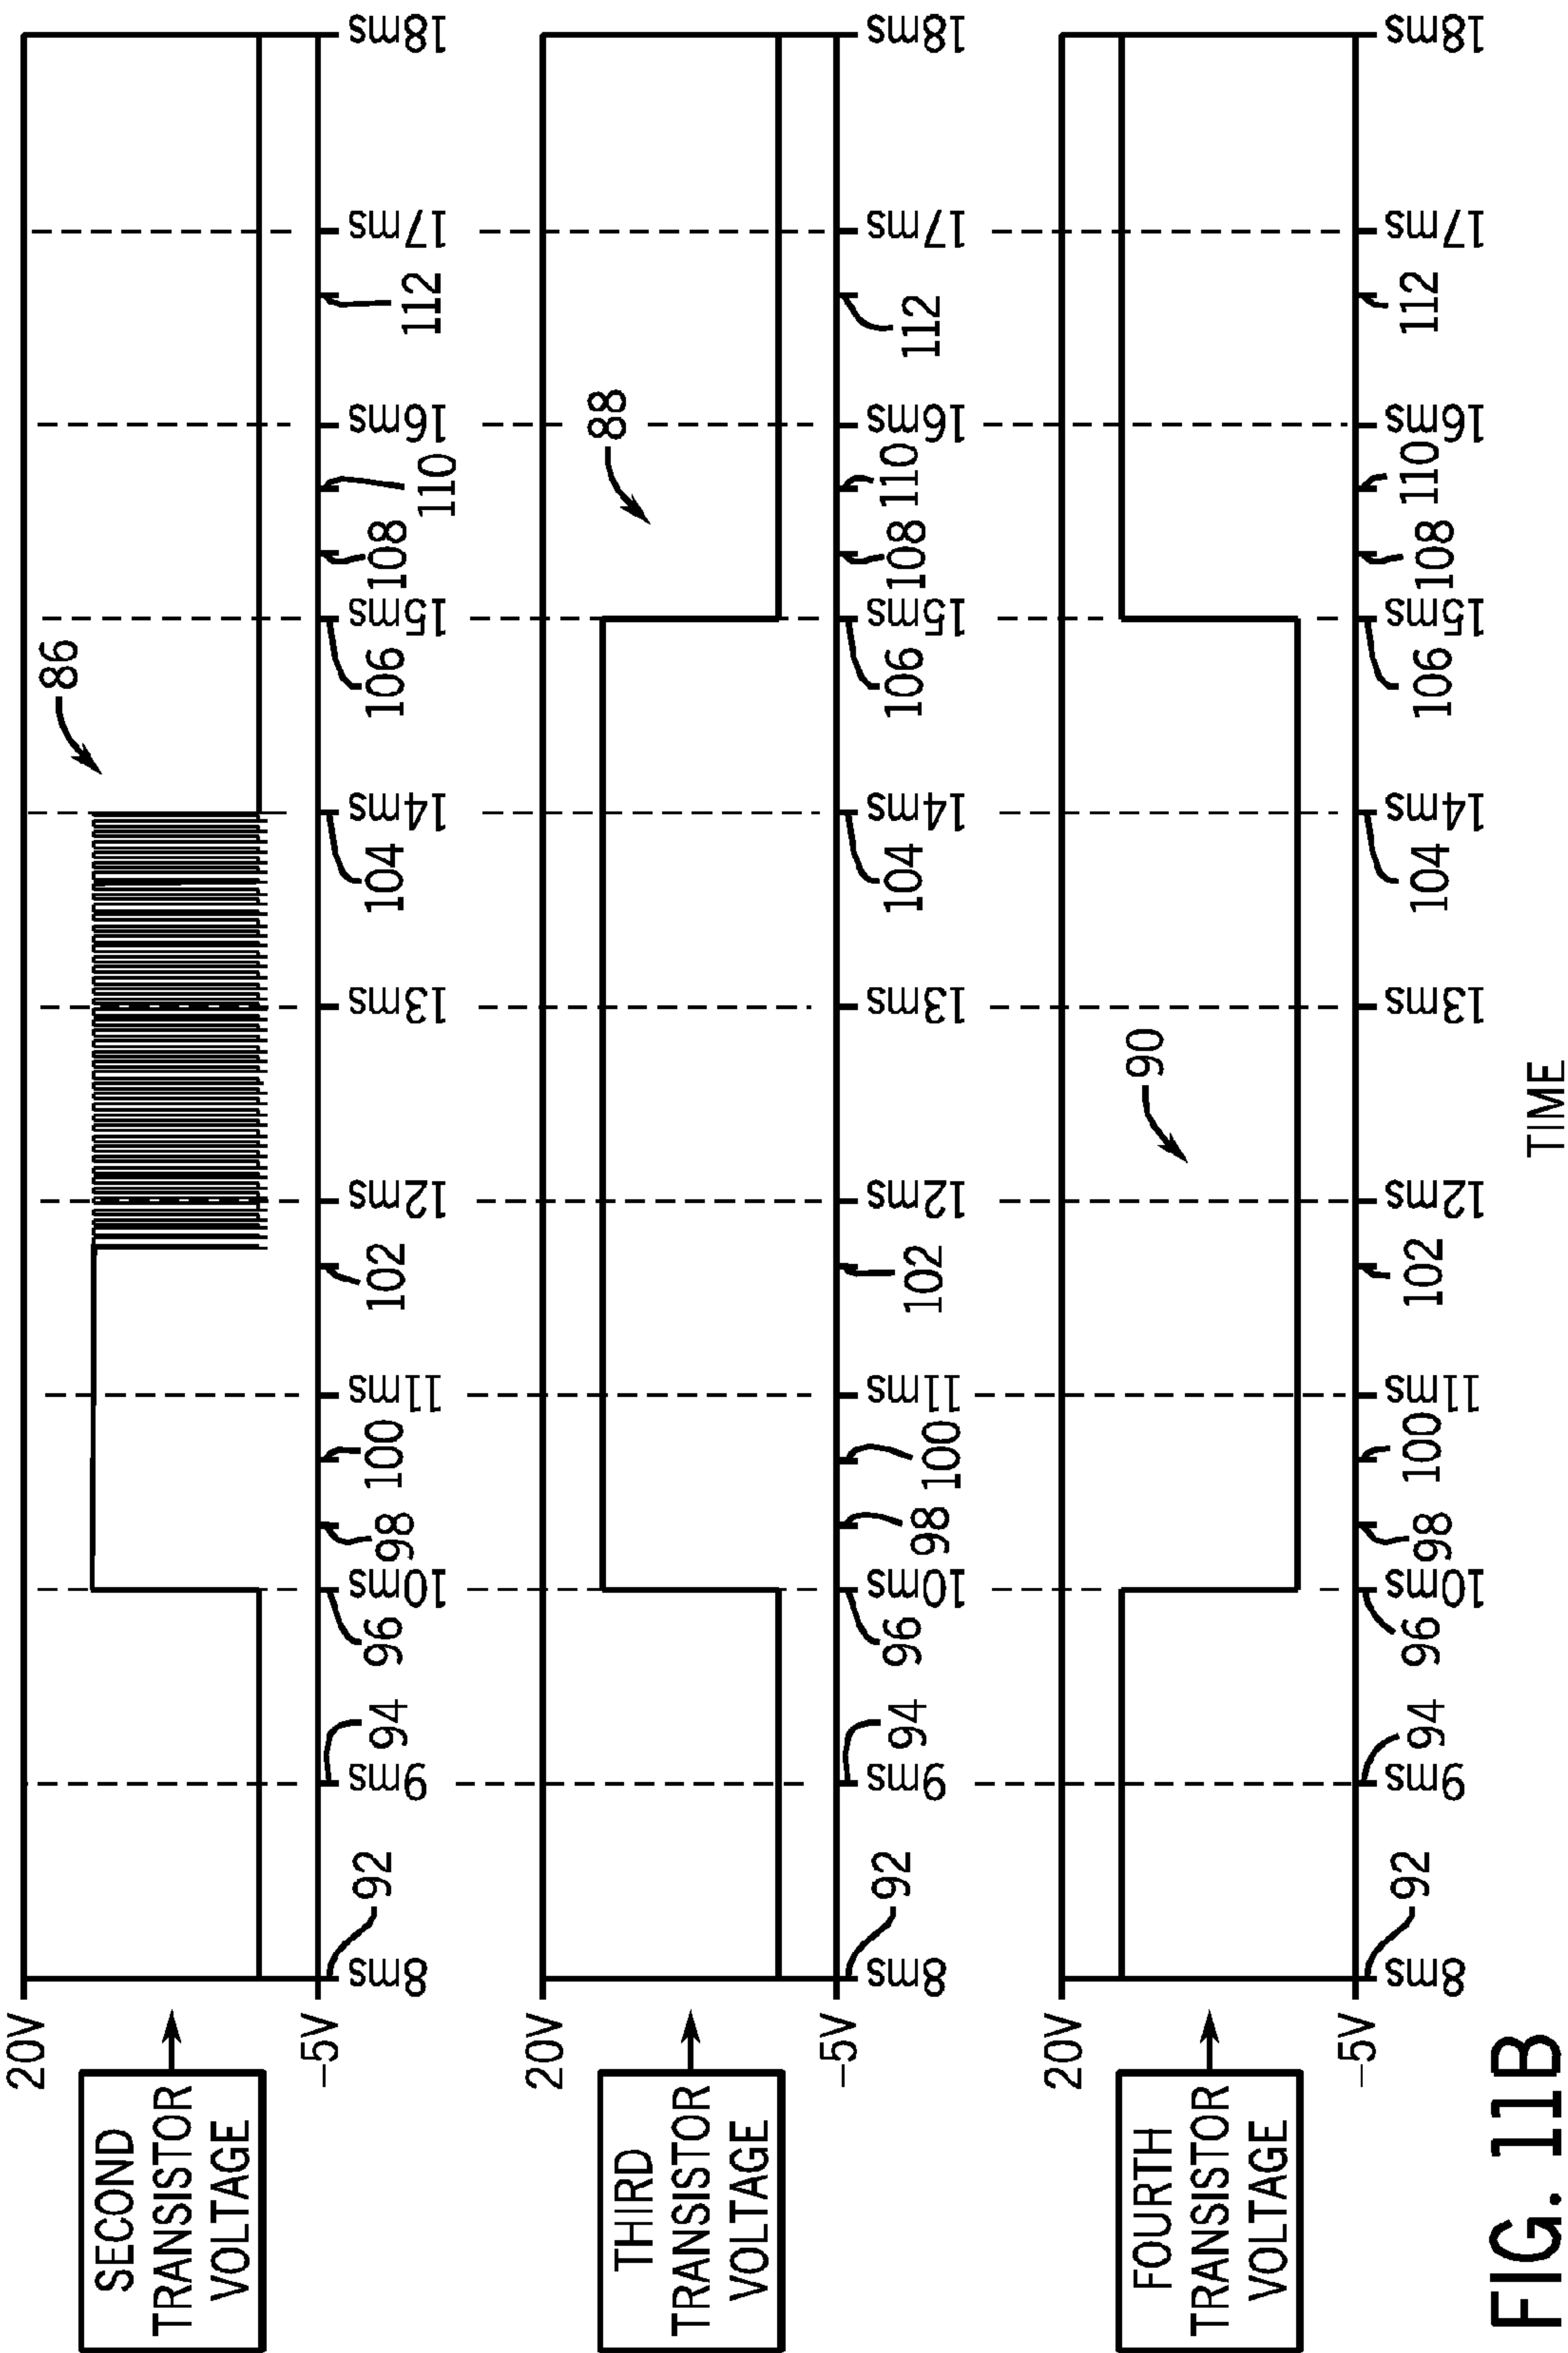 SECOND
TRANSISTOR
VOLTAGE
20V
-5V
8ms 9ms 10ms 11ms 12ms 13ms 14ms 15ms 16ms 17ms 18ms
92 94 96 98 100 102 104 106 108 110 112
86
THIRD
TRANSISTOR
VOLTAGE
20V
-5V
8ms 9ms 10ms 11ms 12ms 13ms 14ms 15ms 16ms 17ms 18ms
92 94 96 98 100 102 104 106 108 110 112
88
FOURTH
TRANSISTOR
VOLTAGE
20V
-5V
8ms 9ms 10ms 11ms 12ms 13ms 14ms 15ms 16ms 17ms 18ms
92 94 96 98 100 102 104 106 108 110 112
90
TIME
FIG. 11B